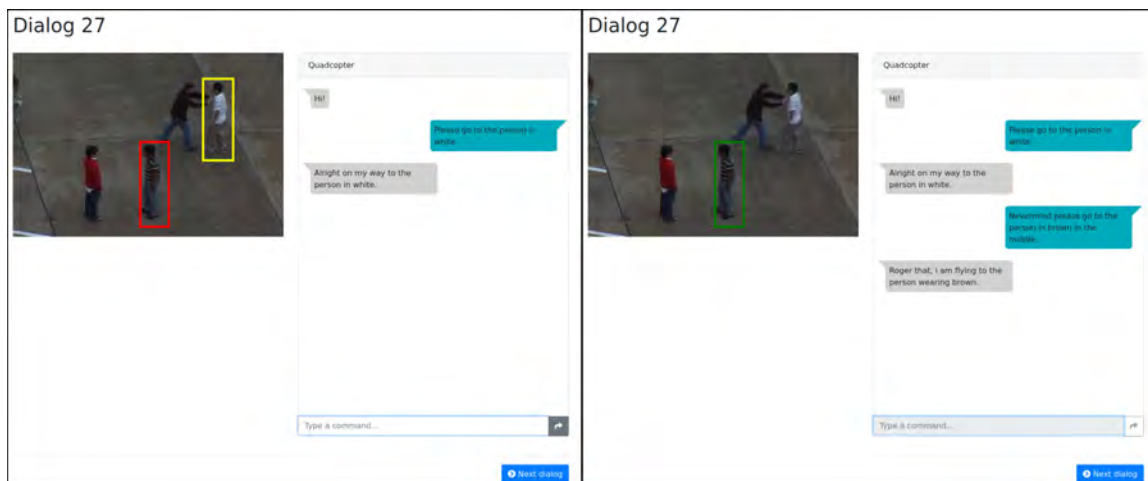 Dialog 27
Quadcopter
Hi!
Please go to the person in
white.
Alright on my way to the
person in white.
Type a command...
Next dialog
Dialog 27
Quadcopter
Hi!
Please go to the person in
white.
Alright on my way to the
person in white.
Nevermind please go to the
person in brown in the
middle.
Roger that, i am flying to the
person wearing brown.
Type a command...
Next dialog